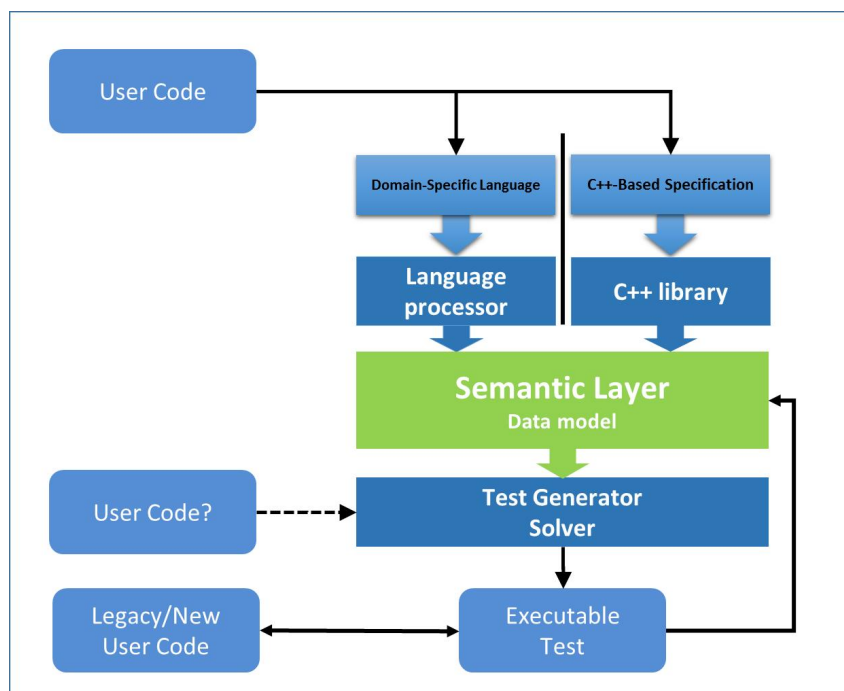 User Code
Domain-Specific Language
C++-Based Specification
Language
processor
C++ library
Semantic Layer
Data model
User Code?
Test Generator
Solver
Legacy/New
User Code
Executable
Test